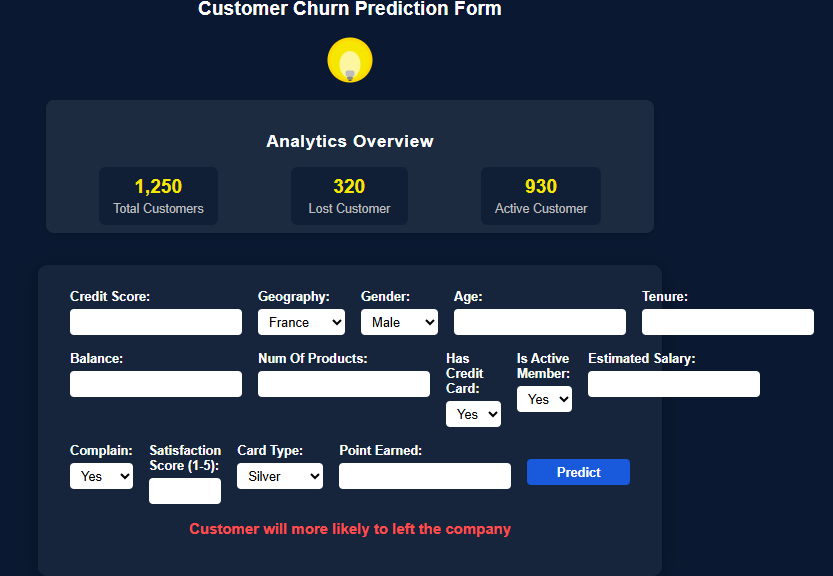 Customer Churn Prediction Form
Analytics Overview
1,250
Total Customers
320
Lost Customer
930
Active Customer
Credit Score:
Geography:
France
Gender:
Male
Age:
Tenure:
Balance:
Num Of Products:
Has
Credit
Card:
Yes
Is Active
Member:
Yes
Estimated Salary:
Complain:
Yes
Satisfaction
Score (1-5):
Card Type:
Silver
Point Earned:
Predict
Customer will more likely to left the company